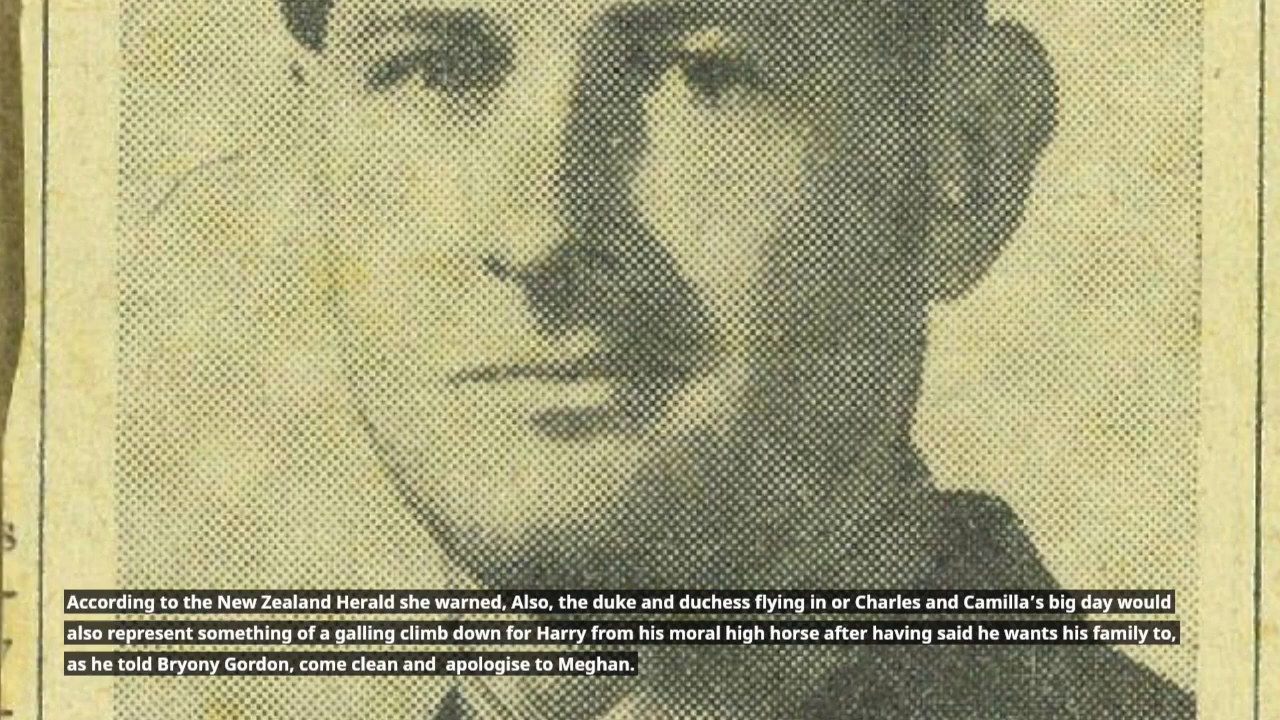 According to the New Zealand Herald she warned, Also, the duke and duchess flying in or Charles and Camilla’s big day would
also represent something of a galling climb down for Harry from his moral high horse after having said he wants his family to,
as he told Bryony Gordon, come clean and  apologise to Meghan.